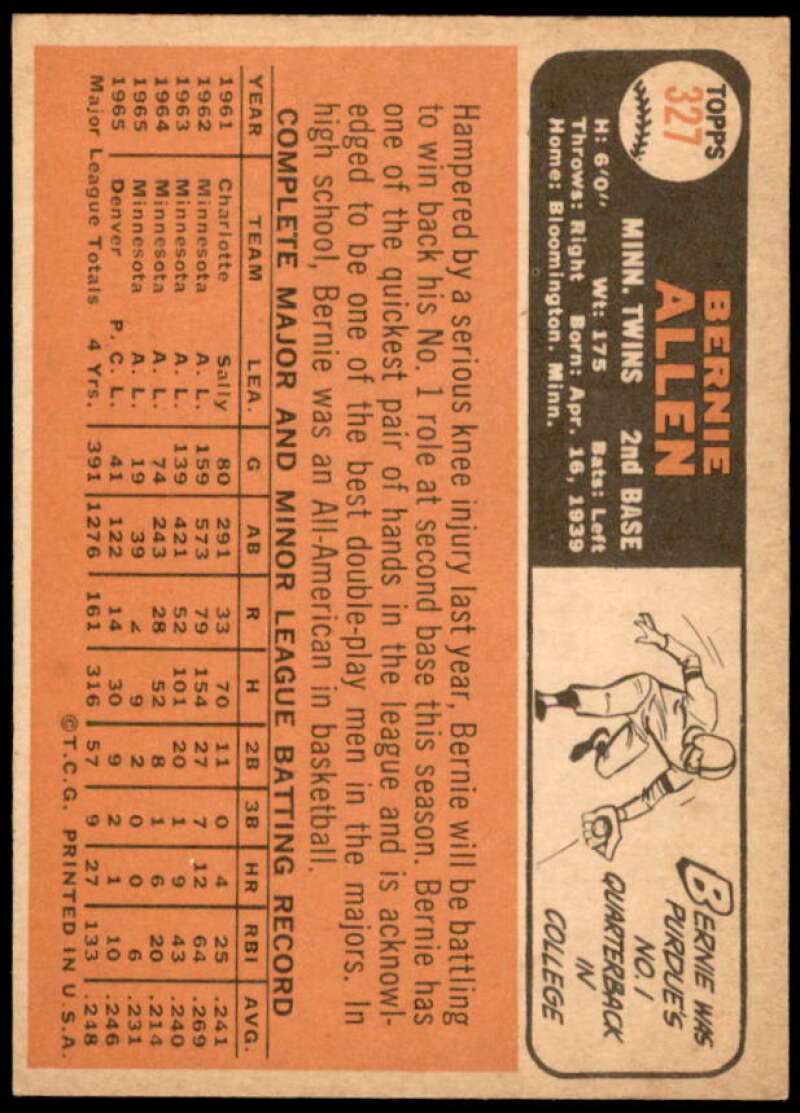 TOPPS
327
BERNIE
ALLEN
MINN. TWINS 2nd BASE
H: 6'0" Wt: 175 Bats: Left
Throws: Right Born: Apr. 16, 1939
Home: Bloomington, Minn.
BERNIE WAS
PURDUE'S
NO. 1
QUARTERBACK
IN
COLLEGE
Hampered by a serious knee injury last year, Bernie will be battling
to win back his No. 1 role at second base this season. Bernie has
one of the quickest pair of hands in the league and is acknowl-
edged to be one of the best double-play men in the majors. In
high school, Bernie was an All-American in basketball.
COMPLETE MAJOR AND MINOR LEAGUE BATTING RECORD
YEAR TEAM LEA. G AB R H 2B 3B HR RBI AVG.
1961 Charlotte Sally 80 291 33 70 11 0 4 25 .241
1962 Minnesota A. L. 159 573 79 154 27 7 12 64 .269
1963 Minnesota A. L. 139 421 52 101 20 1 9 43 .240
1964 Minnesota A. L. 74 243 28 52 8 1 6 20 .214
1965 Minnesota A. L. 19 39 2 9 2 0 0 6 .231
1965 Denver P. C. L. 41 122 14 30 9 2 1 10 .246
Major League Totals 4 Yrs. 391 1276 161 316 57 9 27 133 .248
©T.C.G. PRINTED IN U.S.A.